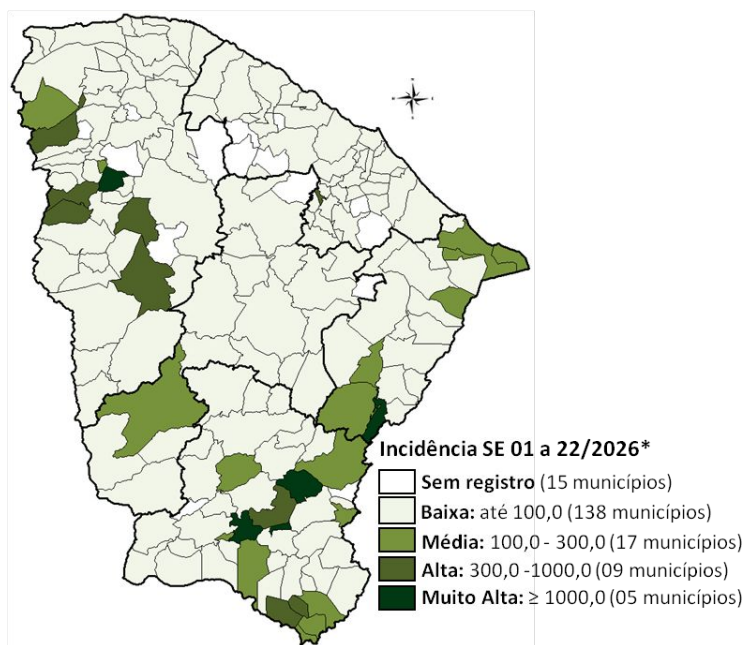 Incidência SE 01 a 22/2026*
Sem registro (15 municípios)
Baixa: até 100,0 (138 municípios)
Média: 100,0 - 300,0 (17 municípios)
Alta: 300,0 -1000,0 (09 municípios)
Muito Alta: ≥ 1000,0 (05 municípios)